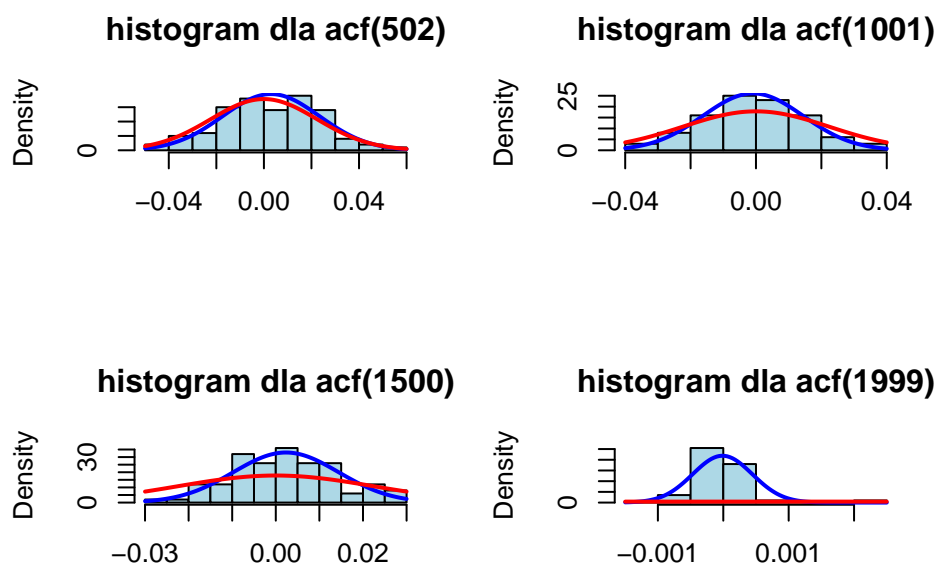 histogram dla acf(502)
Density
0
−0.04 0.00 0.04
histogram dla acf(1001)
Density
0 25
−0.04 0.00 0.04
histogram dla acf(1500)
Density
0 30
−0.03 0.00 0.02
histogram dla acf(1999)
Density
0
−0.001 0.001